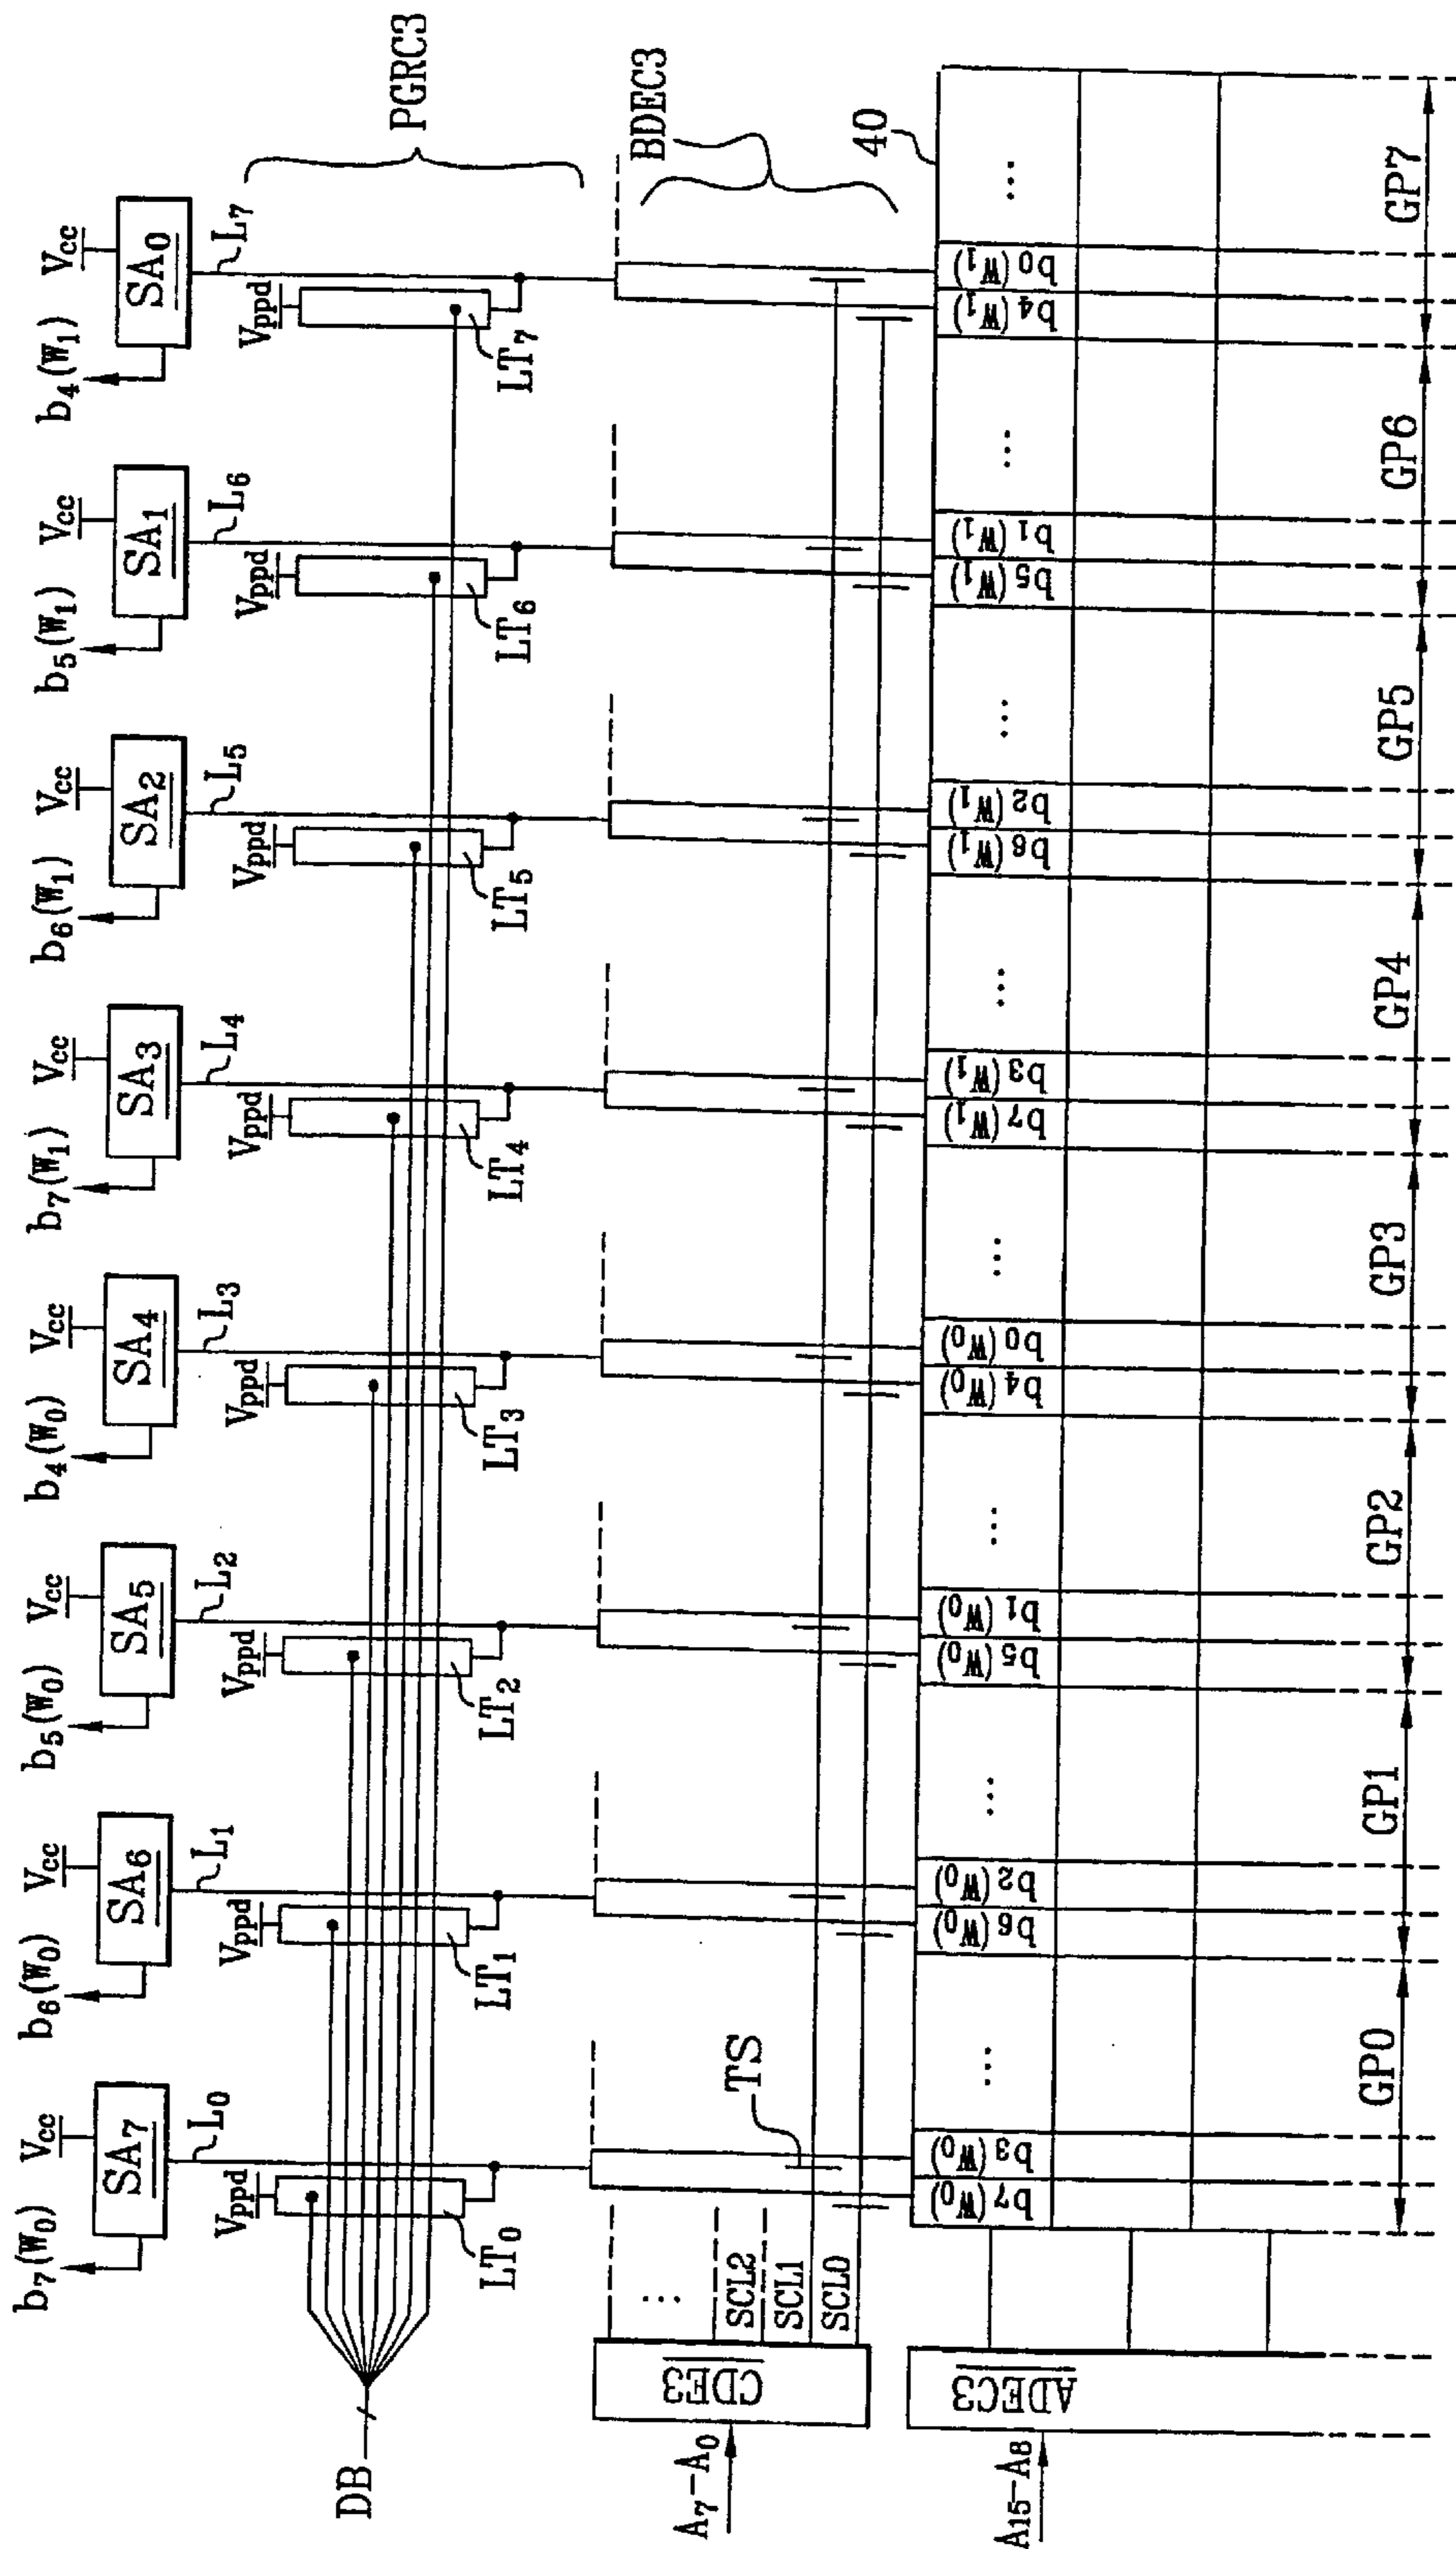 b7(W0) Vcc SA7 L0
b6(W0) Vcc SA6 L1
b5(W0) Vcc SA5 L2
b4(W0) Vcc SA4 L3
b7(W1) Vcc SA3 L4
b6(W1) Vcc SA2 L5
b5(W1) Vcc SA1 L6
b4(W1) Vcc SA0 L7
Vppd Vppd Vppd Vppd Vppd Vppd Vppd Vppd
PGRC3
DB
LT0 LT1 LT2 LT3 LT4 LT5 LT6 LT7
BDEC3
A7-A0
CDE3
...
SCL2
SCL1
SCL0
TS
40
A15-A8
ADEC3
b7(W0) b3(W0) ...
b6(W0) b2(W0) ...
b5(W0) b1(W0) ...
b4(W0) b0(W0) ...
b7(W1) b3(W1) ...
b6(W1) b2(W1) ...
b5(W1) b1(W1) ...
b4(W1) b0(W1) ...
GP0 GP1 GP2 GP3 GP4 GP5 GP6 GP7